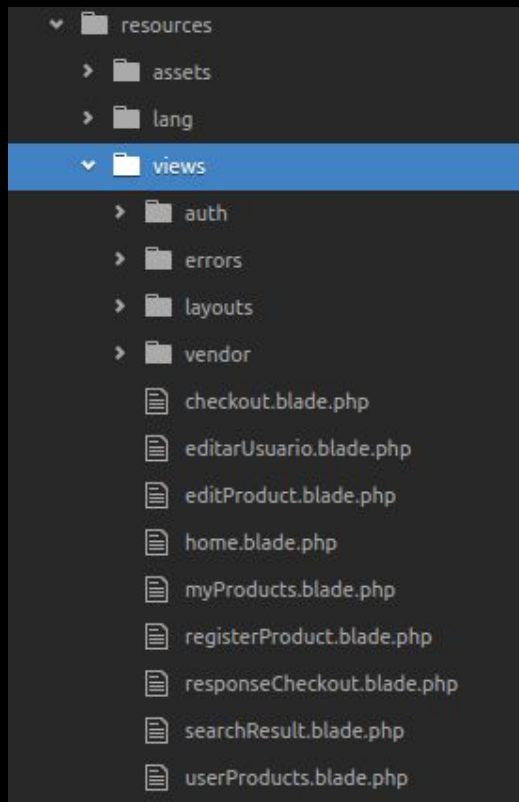 resources
assets
lang
views
auth
errors
layouts
vendor
checkout.blade.php
editarUsuario.blade.php
editProduct.blade.php
home.blade.php
myProducts.blade.php
registerProduct.blade.php
responseCheckout.blade.php
searchResult.blade.php
userProducts.blade.php